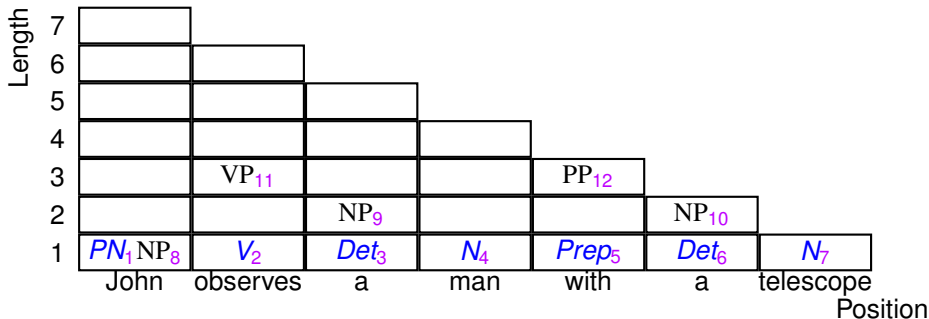 Length
7
6
5
4
3 VP₁₁ PP₁₂
2 NP₉ NP₁₀
1 PN₁ NP₈ V₂ Det₃ N₄ Prep₅ Det₆ N₇
John observes a man with a telescope
Position